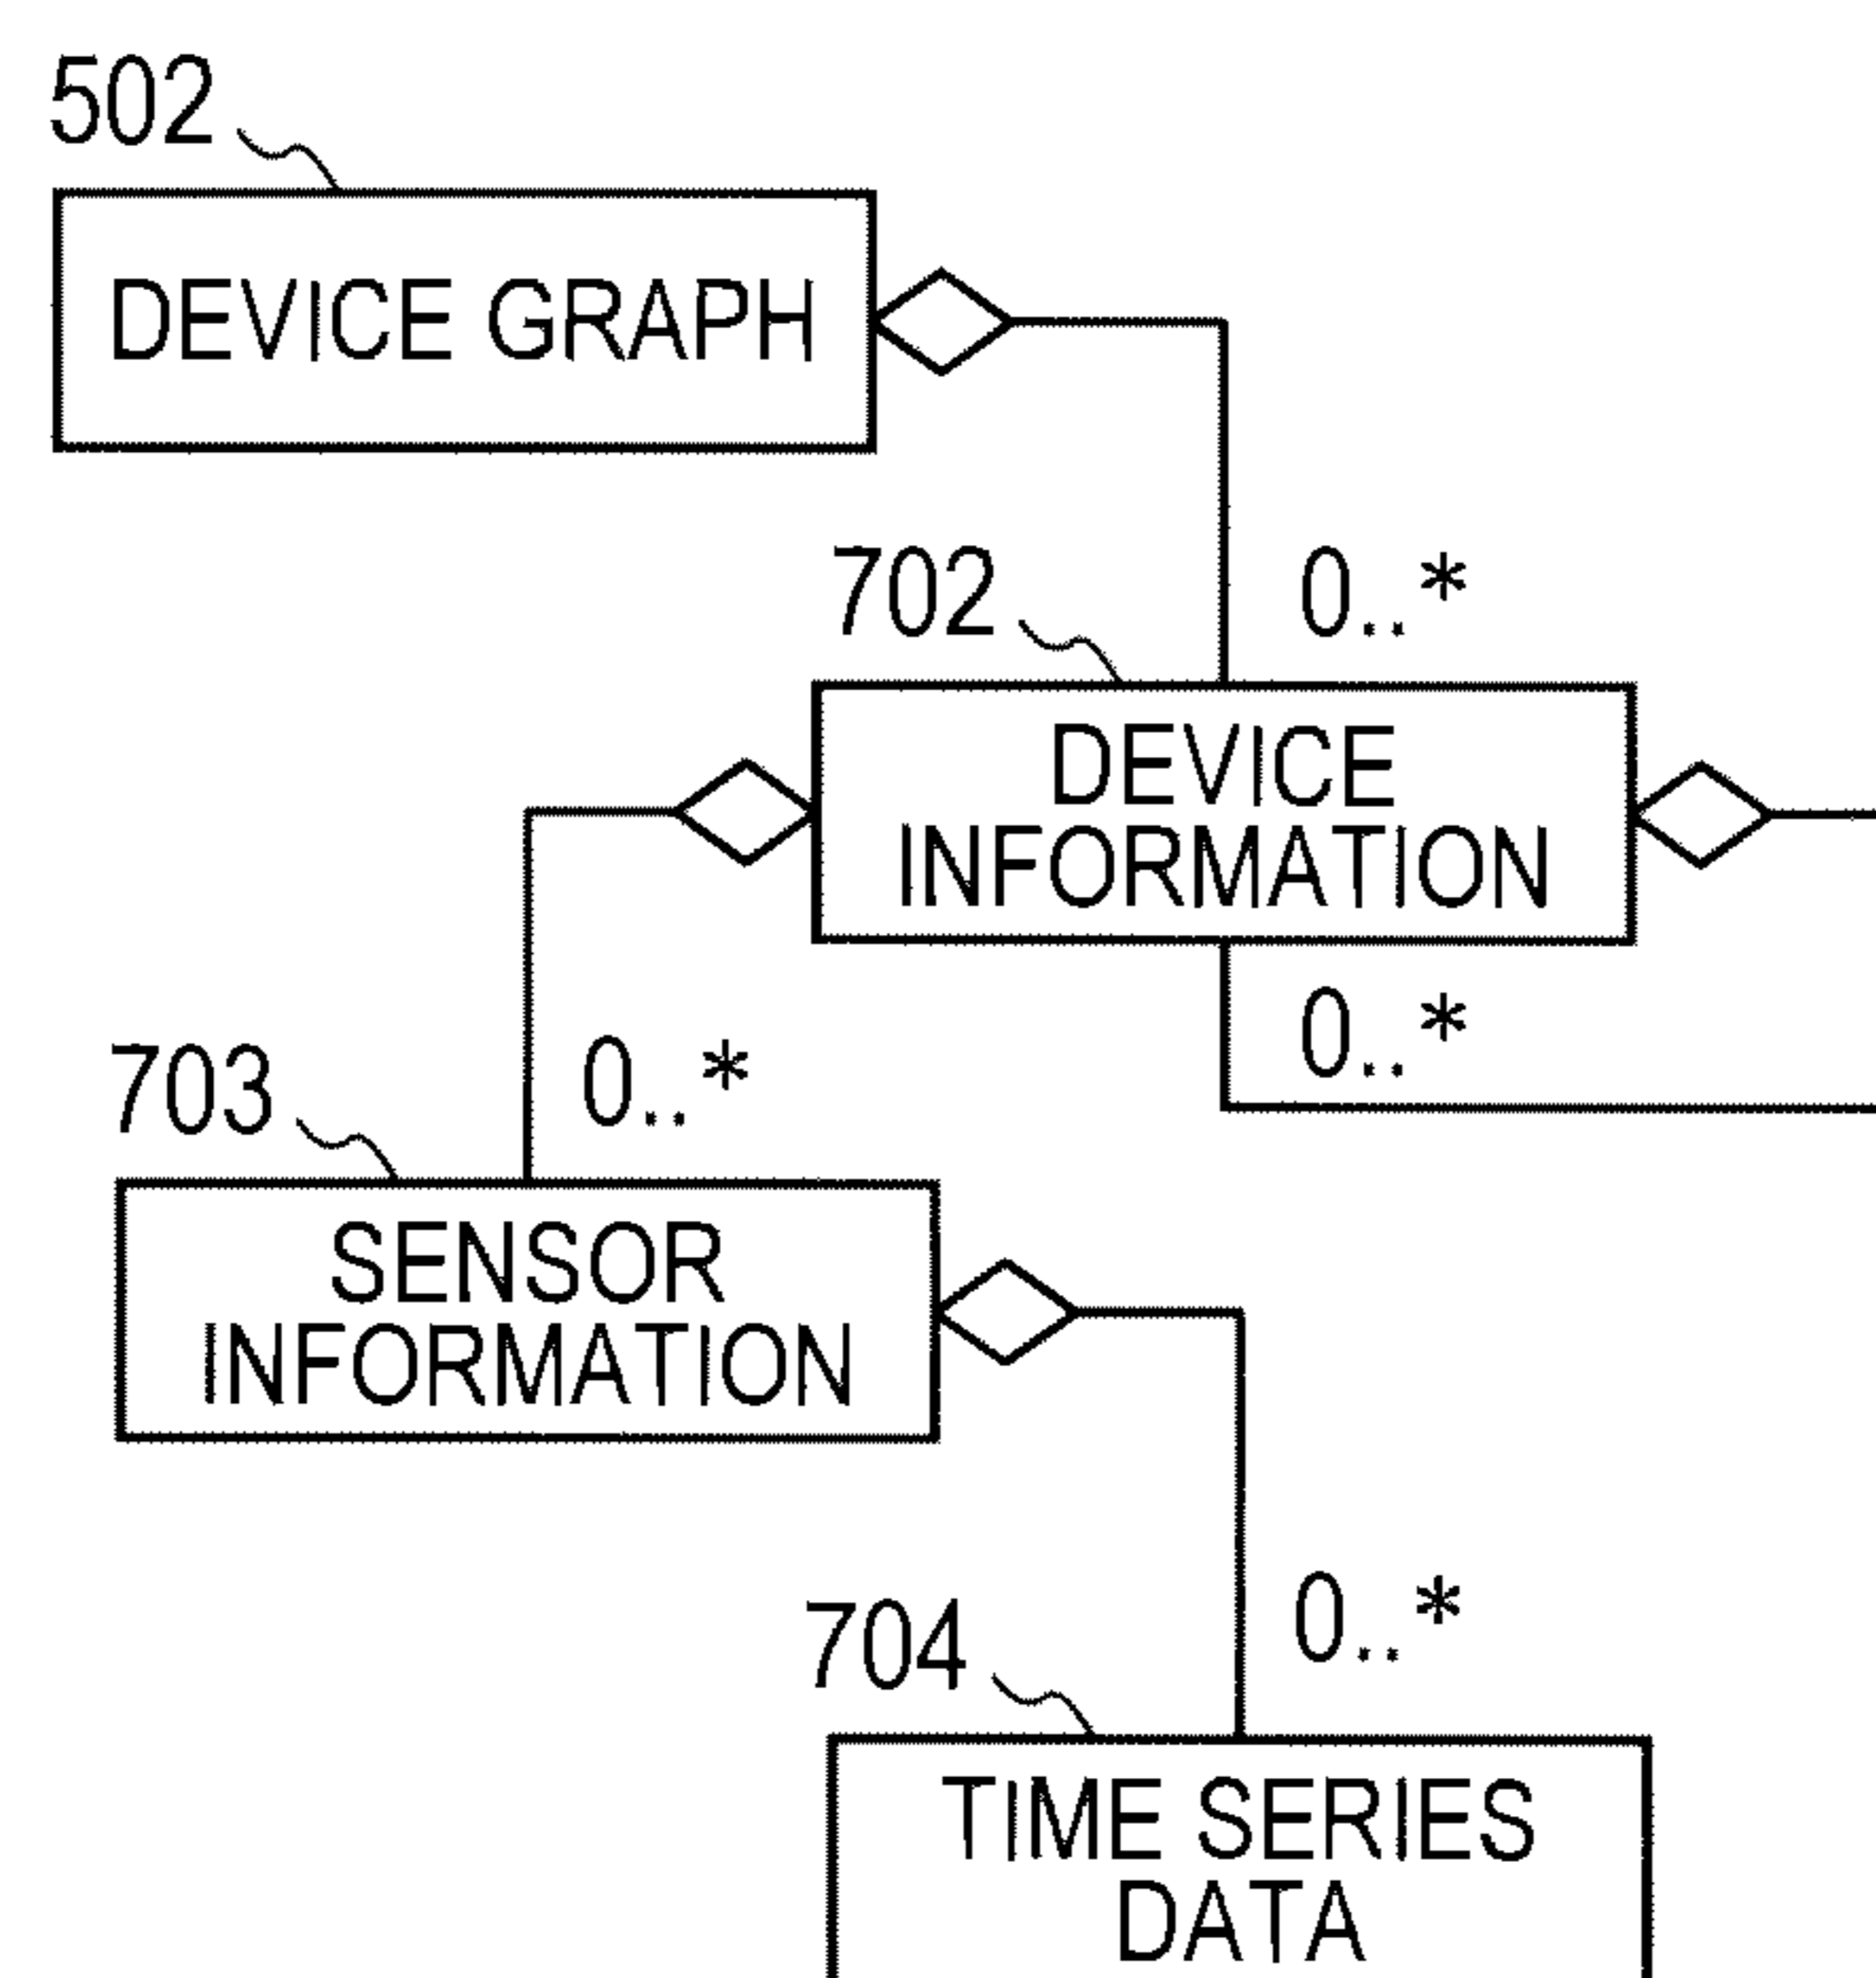 502
DEVICE GRAPH
702
0..*
DEVICE
INFORMATION
0..*
703
0..*
SENSOR
INFORMATION
704
0..*
TIME SERIES
DATA